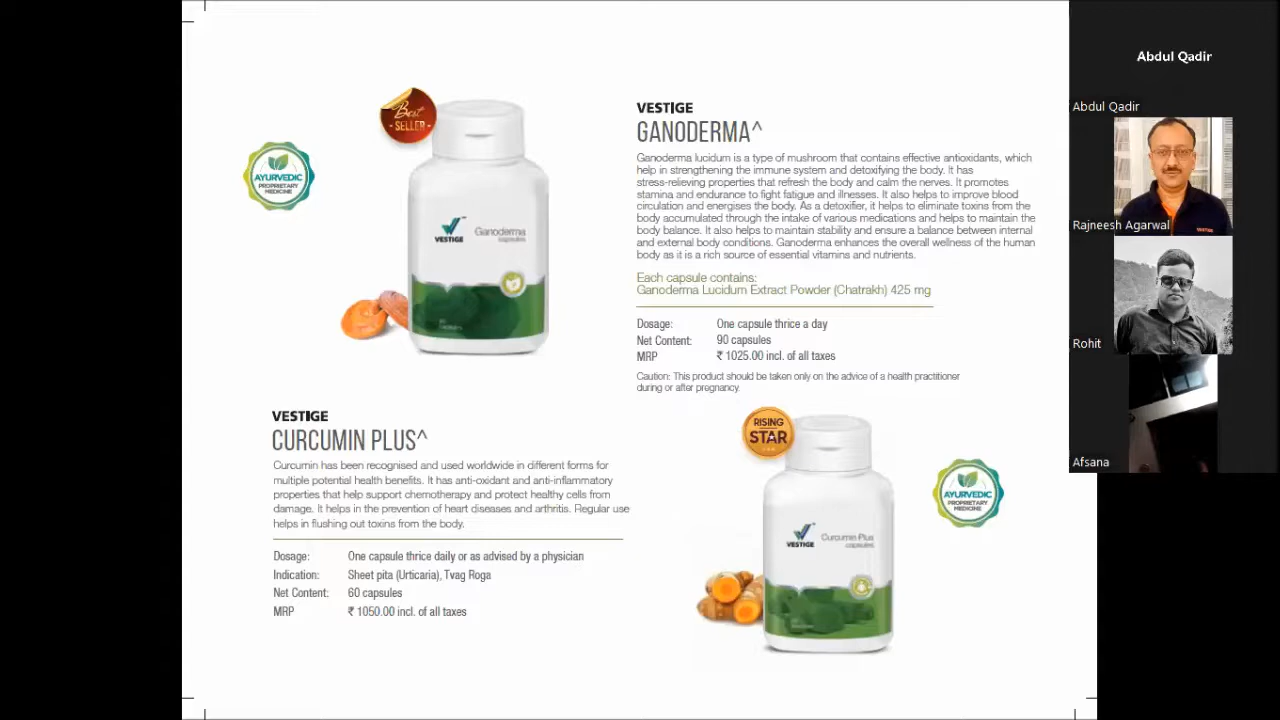 Best
SELLER
AYURVEDIC
PROPRIETARY
MEDICINE
VESTIGE
Ganoderma
capsules
VESTIGE
GANODERMA^
Ganoderma lucidum is a type of mushroom that contains effective antioxidants, which
help in strengthening the immune system and detoxifying the body. It has
stress-relieving properties that refresh the body and calm the nerves. It promotes
stamina and endurance to fight fatigue and illnesses. It also helps to improve blood
circulation and energises the body. As a detoxifier, it helps to eliminate toxins from the
body accumulated through the intake of various medications and helps to maintain the
body balance. It also helps to maintain stability and ensure a balance between internal
and external body conditions. Ganoderma enhances the overall wellness of the human
body as it is a rich source of essential vitamins and nutrients.
Each capsule contains:
Ganoderma Lucidum Extract Powder (Chatrakh) 425 mg
Dosage: One capsule thrice a day
Net Content: 90 capsules
MRP ₹ 1025.00 incl. of all taxes
Caution: This product should be taken only on the advice of a health practitioner
during or after pregnancy.
VESTIGE
CURCUMIN PLUS^
Curcumin has been recognised and used worldwide in different forms for
multiple potential health benefits. It has anti-oxidant and anti-inflammatory
properties that help support chemotherapy and protect healthy cells from
damage. It helps in the prevention of heart diseases and arthritis. Regular use
helps in flushing out toxins from the body.
Dosage: One capsule thrice daily or as advised by a physician
Indication: Sheet pita (Urticaria), Tvag Roga
Net Content: 60 capsules
MRP ₹ 1050.00 incl. of all taxes
RISING
STAR
VESTIGE
Curcumin Plus
capsules
AYURVEDIC
PROPRIETARY
MEDICINE
Abdul Qadir
Abdul Qadir
Rajneesh Agarwal
Rohit
Afsana